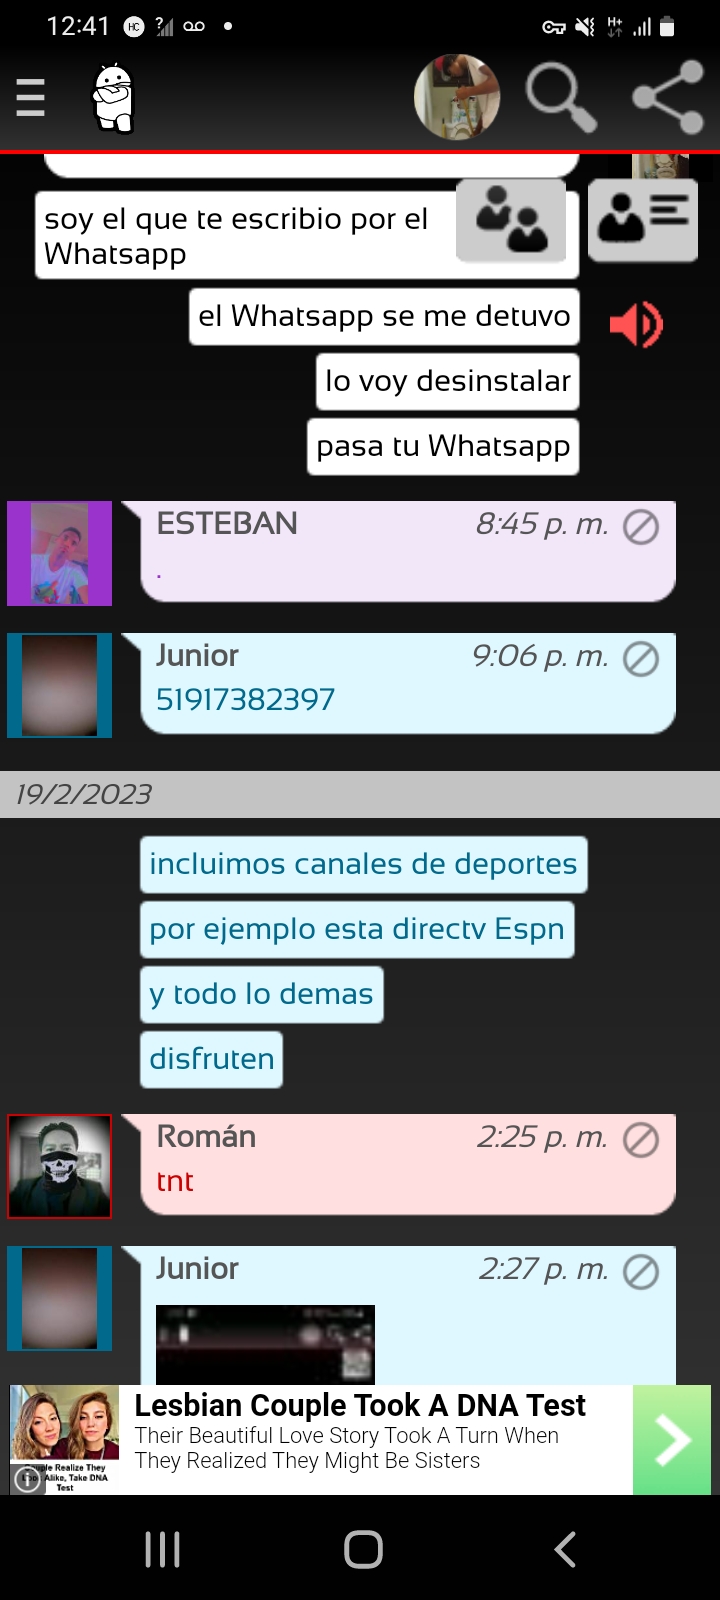 12:41
HC
H+
soy el que te escribio por el
Whatsapp
el Whatsapp se me detuvo
lo voy desinstalar
pasa tu Whatsapp
ESTEBAN 8:45 p. m.
.
Junior 9:06 p. m.
51917382397
19/2/2023
incluimos canales de deportes
por ejemplo esta directv Espn
y todo lo demas
disfruten
Román 2:25 p. m.
tnt
Junior 2:27 p. m.
Lesbian Couple Took A DNA Test
Their Beautiful Love Story Took A Turn When
They Realized They Might Be Sisters
Couple Realize They
Look Alike, Take DNA
Test